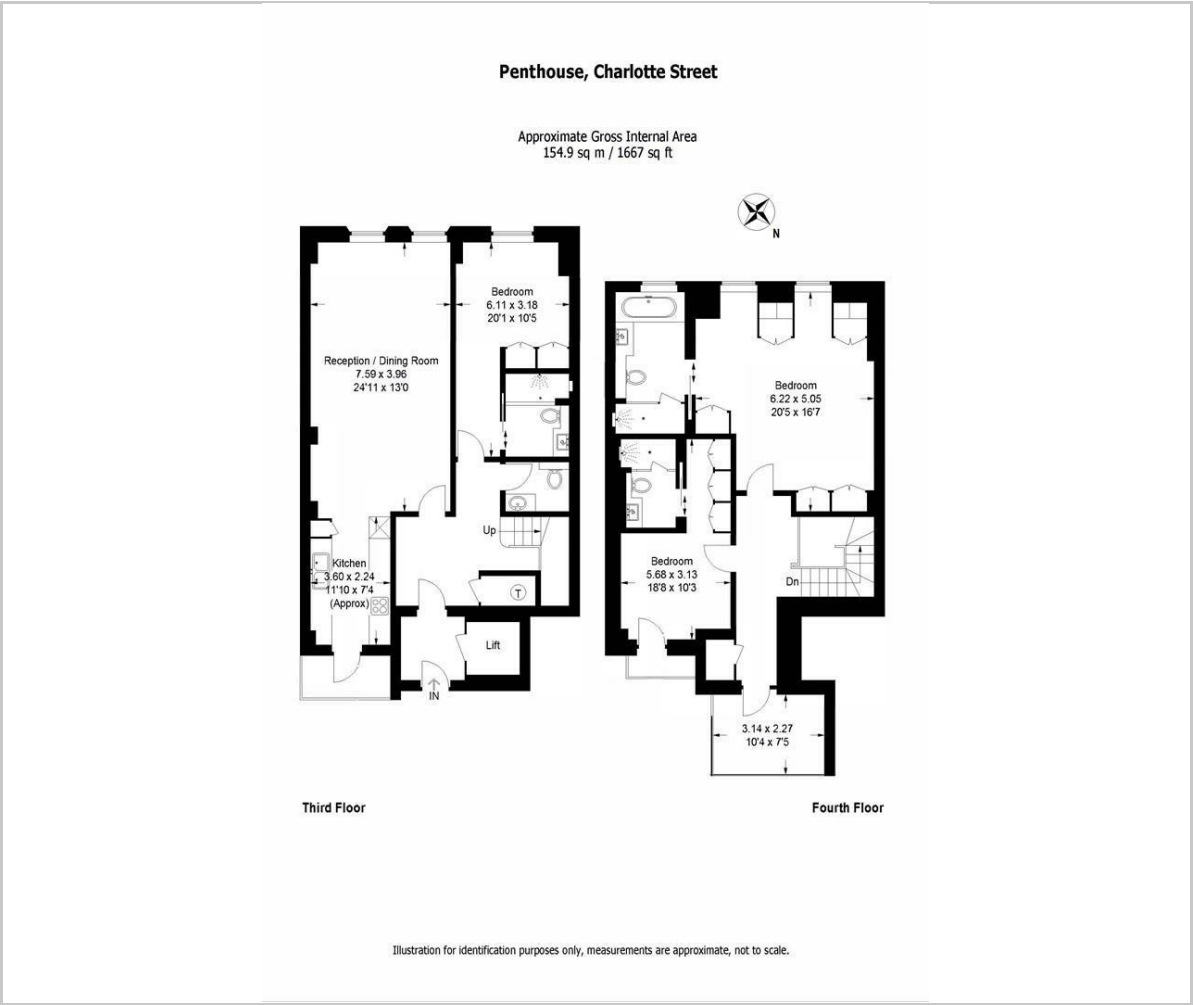 Penthouse, Charlotte Street
Approximate Gross Internal Area
154.9 sq m / 1667 sq ft
N
Bedroom
6.11 x 3.18
20'1 x 10'5
Reception / Dining Room
7.59 x 3.96
24'11 x 13'0
Up
Kitchen
3.60 x 2.24
11'10 x 7'4
(Approx)
T
Lift
IN
Bedroom
6.22 x 5.05
20'5 x 16'7
Bedroom
5.68 x 3.13
18'8 x 10'3
Dn
3.14 x 2.27
10'4 x 7'5
Third Floor
Fourth Floor
Illustration for identification purposes only, measurements are approximate, not to scale.